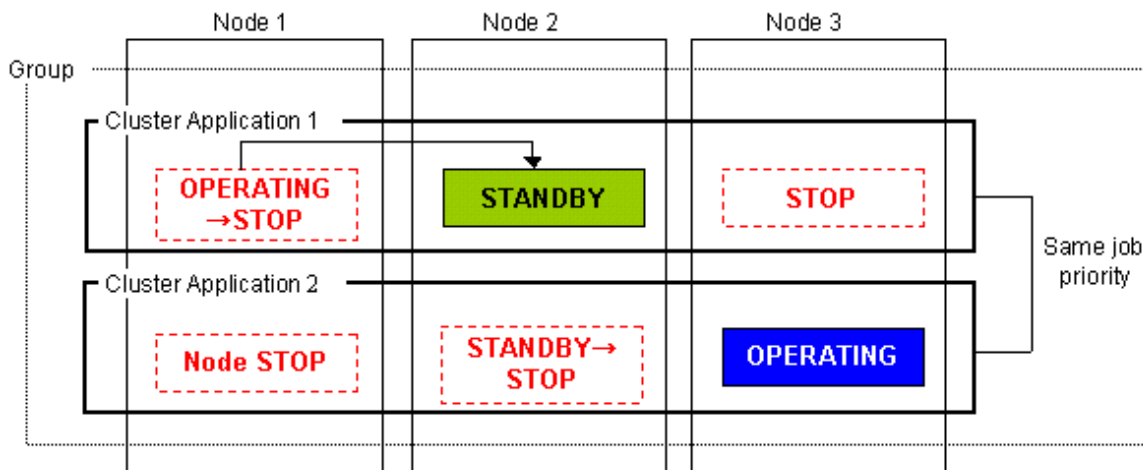 Node 1
Node 2
Node 3
Group
Cluster Application 1
OPERATING
→STOP
STANDBY
STOP
Same job
priority
Cluster Application 2
Node STOP
STANDBY→
STOP
OPERATING